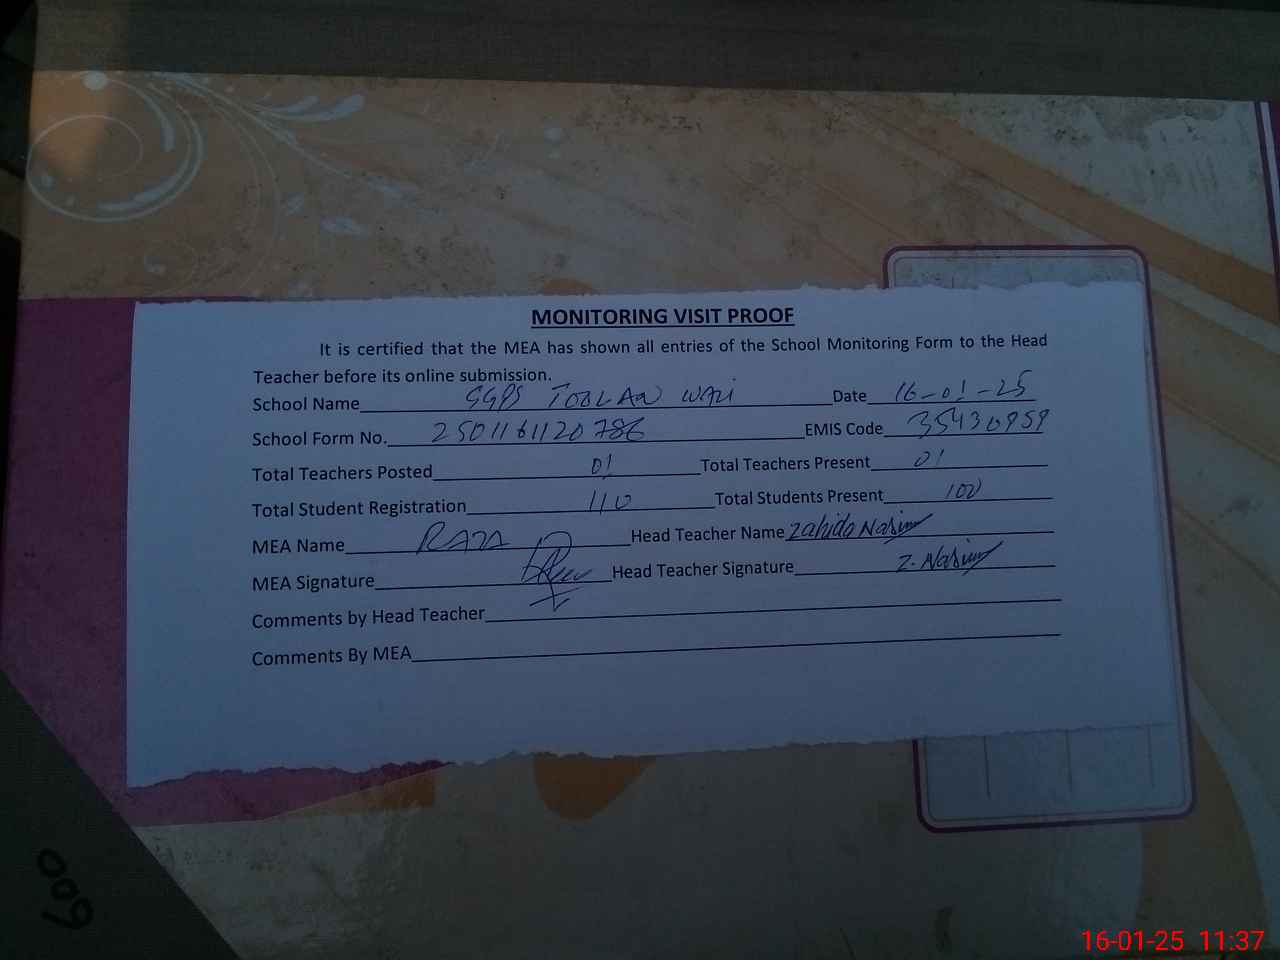 MONITORING VISIT PROOF
It is certified that the MEA has shown all entries of the School Monitoring Form to the Head
Teacher before its online submission.
School Name GGPS TOOLAN WALI Date 16-01-25
School Form No. 2501161120786 EMIS Code 35430959
Total Teachers Posted 01 Total Teachers Present 01
Total Student Registration 110 Total Students Present 100
MEA Name RAZA Head Teacher Name Zahida Nasim
MEA Signature Head Teacher Signature Z. Nasim
Comments by Head Teacher
Comments By MEA
009
16-01-25 11:37